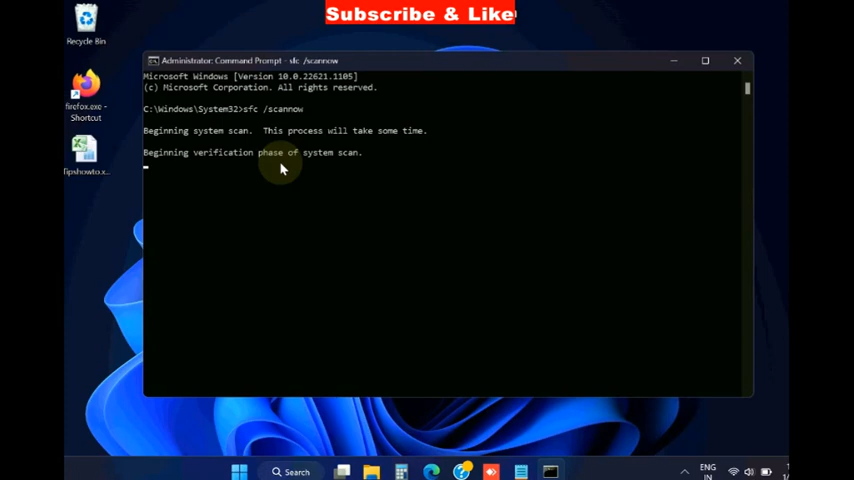 Subscribe & Like
Recycle Bin
Administrator: Command Prompt - sfc /scannow
Microsoft Windows [Version 10.0.22621.1105]
(c) Microsoft Corporation. All rights reserved.
firefox.exe -
Shortcut
C:\Windows\System32>sfc /scannow
Beginning system scan.  This process will take some time.
Beginning verification phase of system scan.
Tipshowto.x...
Search
ENG
IN